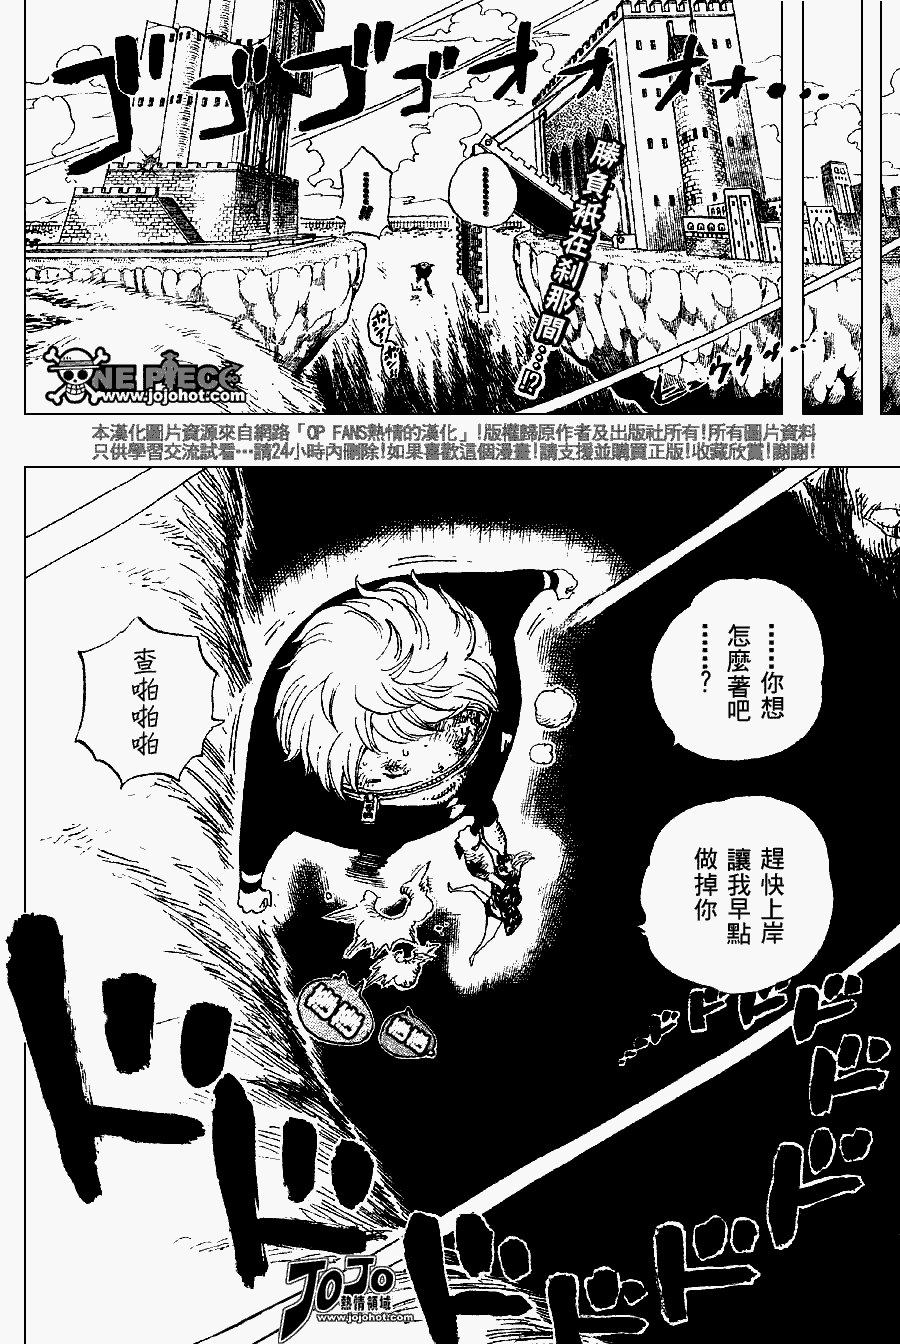 ゴゴゴゴオオオオ...
勝負祇在剎那間…!?
ONE PIECE
www.jojohot.com
本漢化圖片資源來自網路「OP FANS熱情的漢化」!版權歸原作者及出版社所有!所有圖片資料
只供學習交流試看…請24小時內刪除!如果喜歡這個漫畫!請支援並購買正版!收藏欣賞!謝謝!
………你想
怎麼著吧
………?
查啪啪啪
趕快上岸
讓我早點
做掉你
ドドドドドド
ドドドドド
JOJO
熱情領域
www.jojohot.com